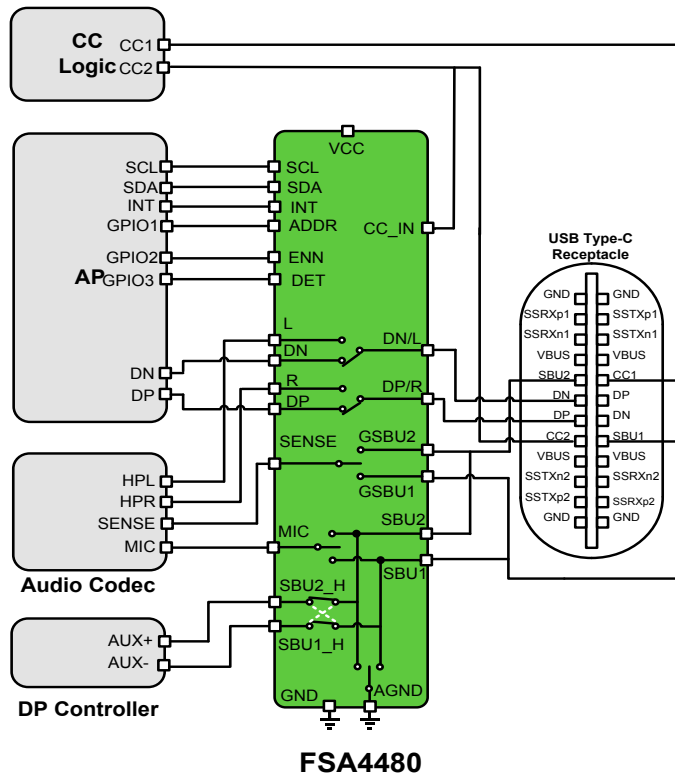 CC
Logic
CC1
CC2
VCC
SCL
SDA
INT
GPIO1
GPIO2
GPIO3
AP
DN
DP
SCL
SDA
INT
ADDR
ENN
DET
CC_IN
L
DN
R
DP
DN/L
DP/R
SENSE
GSBU2
GSBU1
MIC
SBU2
SBU1
SBU2_H
SBU1_H
GND
AGND
HPL
HPR
SENSE
MIC
Audio Codec
AUX+
AUX-
DP Controller
USB Type-C
Receptacle
GND GND
SSRXp1 SSTXp1
SSRXn1 SSTXn1
VBUS VBUS
SBU2 CC1
DN DP
DP DN
CC2 SBU1
VBUS VBUS
SSTXn2 SSRXn2
SSTXp2 SSRXp2
GND GND
FSA4480